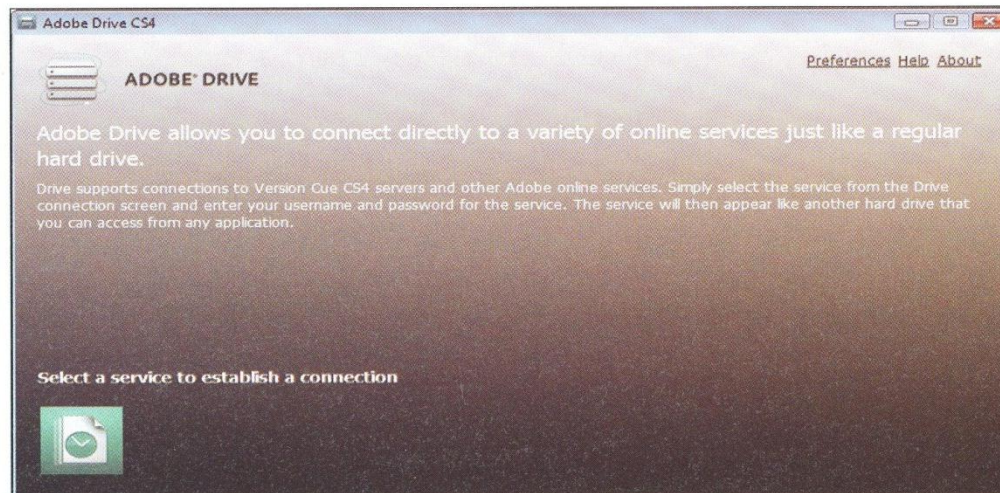 Adobe Drive CS4
Preferences Help About
ADOBE® DRIVE
Adobe Drive allows you to connect directly to a variety of online services just like a regular
hard drive.
Drive supports connections to Version Cue CS4 servers and other Adobe online services. Simply select the service from the Drive
connection screen and enter your username and password for the service. The service will then appear like another hard drive that
you can access from any application.
Select a service to establish a connection